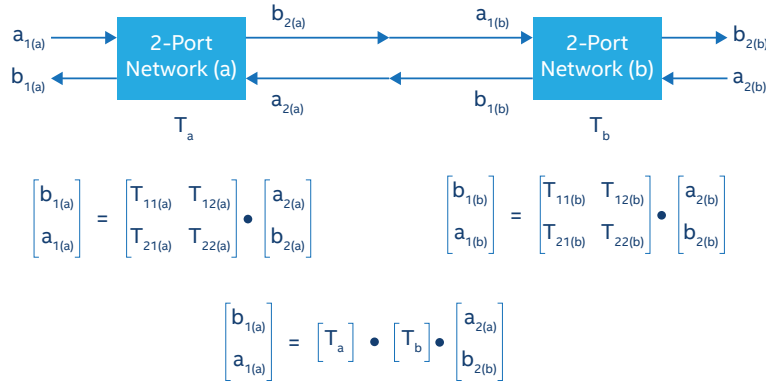 b2(a) a1(b)
a1(a) 2-Port Network (a) 2-Port Network (b) b2(b)
b1(a) a2(a) b1(b) a2(b)
Ta Tb
[b1(a) a1(a)] = [T11(a) T12(a) T21(a) T22(a)] • [a2(a) b2(a)]
[b1(b) a1(b)] = [T11(b) T12(b) T21(b) T22(b)] • [a2(b) b2(b)]
[b1(a) a1(a)] = [Ta] • [Tb] • [a2(a) b2(b)]